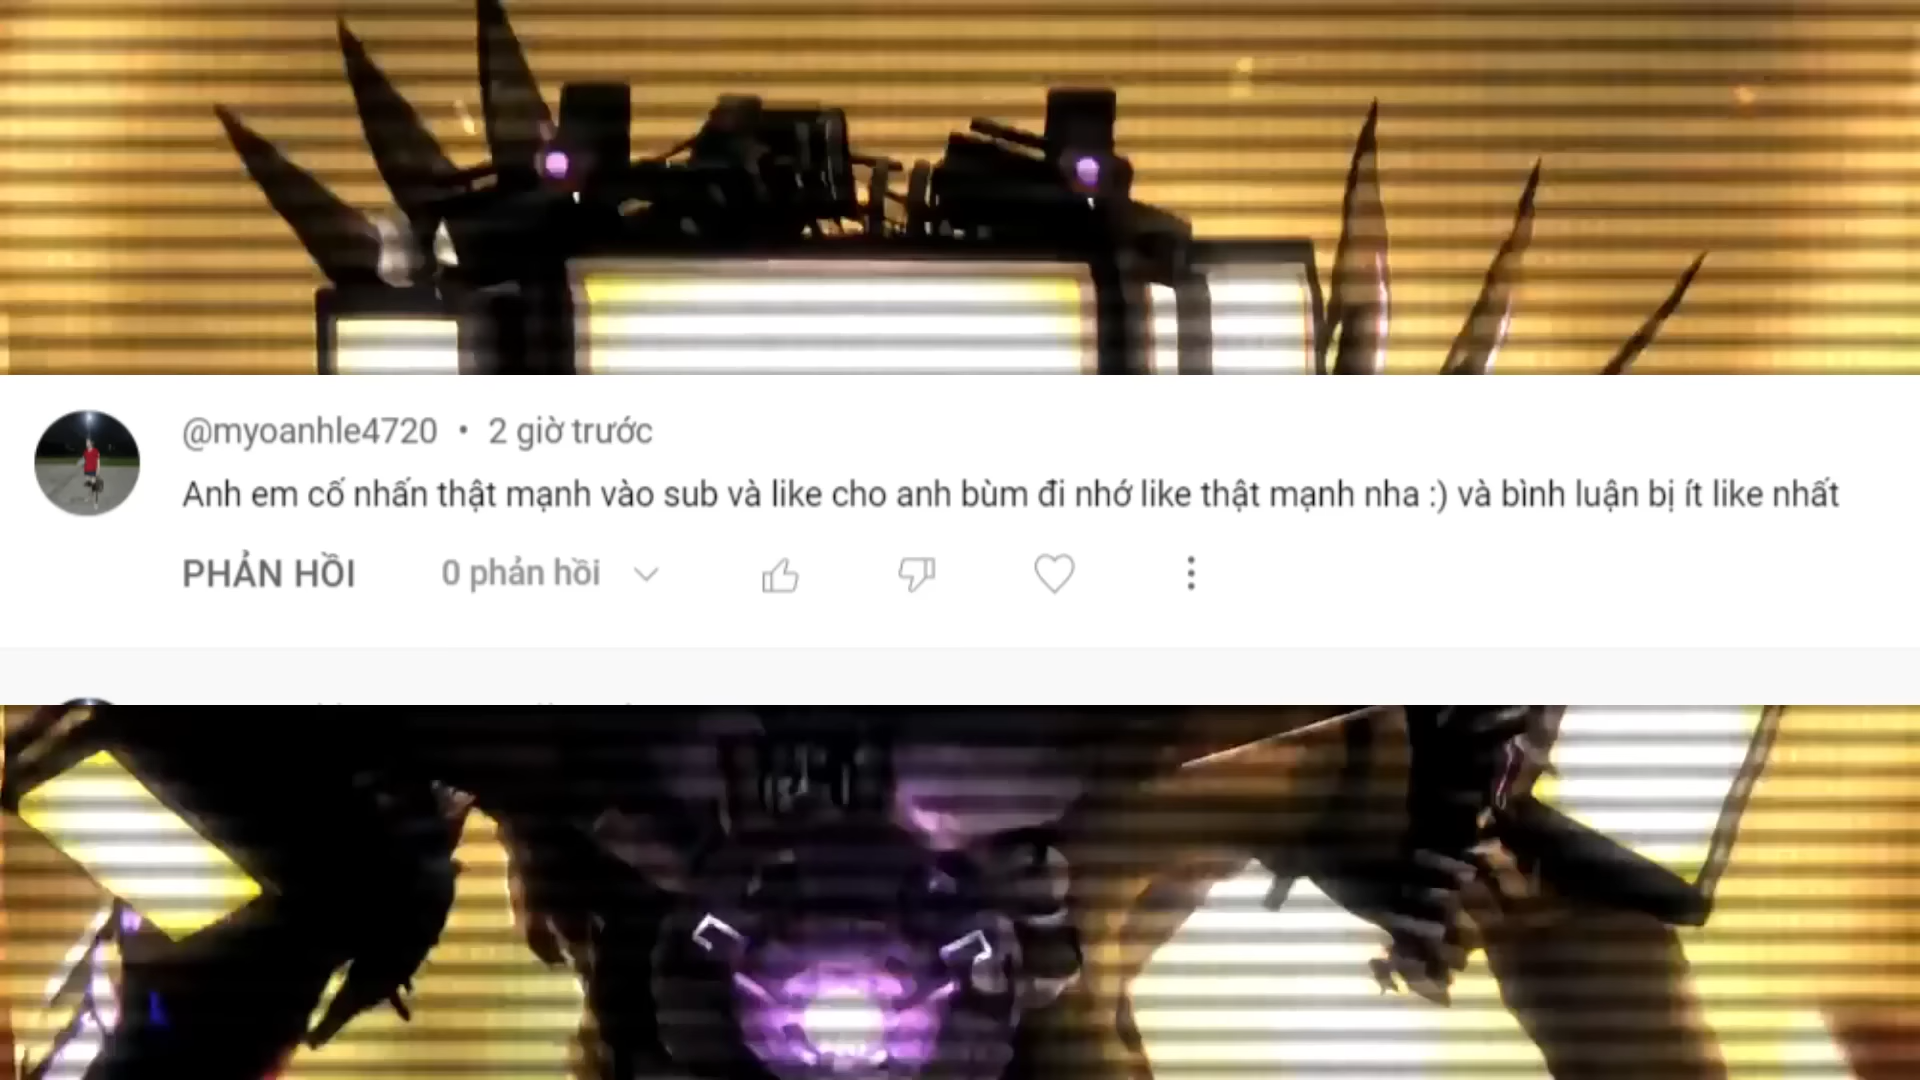 @myoanhle4720 • 2 giờ trước
Anh em cố nhấn thật mạnh vào sub và like cho anh bùm đi nhớ like thật mạnh nha :) và bình luận bị ít like nhất
PHẢN HỒI 0 phản hồi